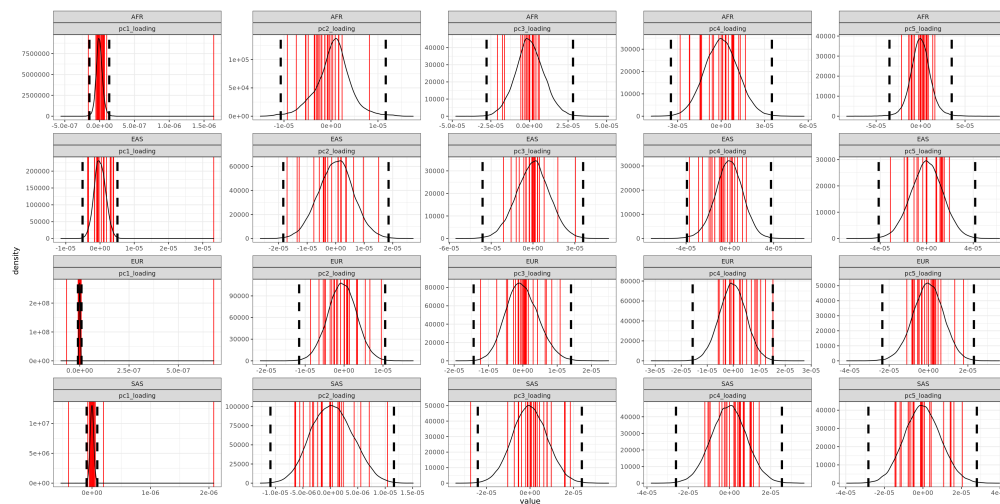 AFR AFR AFR AFR AFR
pc1_loading pc2_loading pc3_loading pc4_loading pc5_loading
7500000 1e+05 40000 30000 40000
5000000 5e+04 30000 20000 30000
2500000 0e+00 20000 10000 20000
0 10000 0 10000
0 0
-5.0e-07 0.0e+00 5.0e-07 1.0e-06 1.5e-06 -1e-05 0e+00 1e-05 -5.0e-05 -2.5e-05 0.0e+00 2.5e-05 5.0e-05 -3e-05 0e+00 3e-05 6e-05 -5e-05 0e+00 5e-05
EAS EAS EAS EAS EAS
pc1_loading pc2_loading pc3_loading pc4_loading pc5_loading
200000 60000 30000 30000 30000
150000 40000 20000 20000 20000
100000 20000 10000 10000 10000
50000 0 0 0 0
0
-1e-05 0e+00 1e-05 2e-05 3e-05 -2e-05 -1e-05 0e+00 1e-05 2e-05 -6e-05 -3e-05 0e+00 3e-05 -4e-05 0e+00 4e-05 -8e-05 -4e-05 0e+00 4e-05
density
EUR EUR EUR EUR EUR
pc1_loading pc2_loading pc3_loading pc4_loading pc5_loading
2e+08 90000 80000 80000 50000
1e+08 60000 60000 60000 40000
0e+00 30000 40000 40000 30000
0 20000 20000 20000
0 0 10000
0
0.0e+00 2.5e-07 5.0e-07 -2e-05 -1e-05 0e+00 1e-05 -2e-05 -1e-05 0e+00 1e-05 2e-05 -3e-05 -2e-05 -1e-05 0e+00 1e-05 2e-05 3e-05 -4e-05 -2e-05 0e+00 2e-05
SAS SAS SAS SAS SAS
pc1_loading pc2_loading pc3_loading pc4_loading pc5_loading
1e+07 100000 50000 40000 40000
5e+06 75000 40000 20000 30000
0e+00 50000 30000 0 20000
25000 20000 10000
0 10000 0
0
0e+00 1e-06 2e-06 -1.0e-05 -5.0e-06 0.0e+00 5.0e-06 1.0e-05 1.5e-05 -2e-05 0e+00 2e-05 -4e-05 -2e-05 0e+00 2e-05 -4e-05 -2e-05 0e+00 2e-05
value